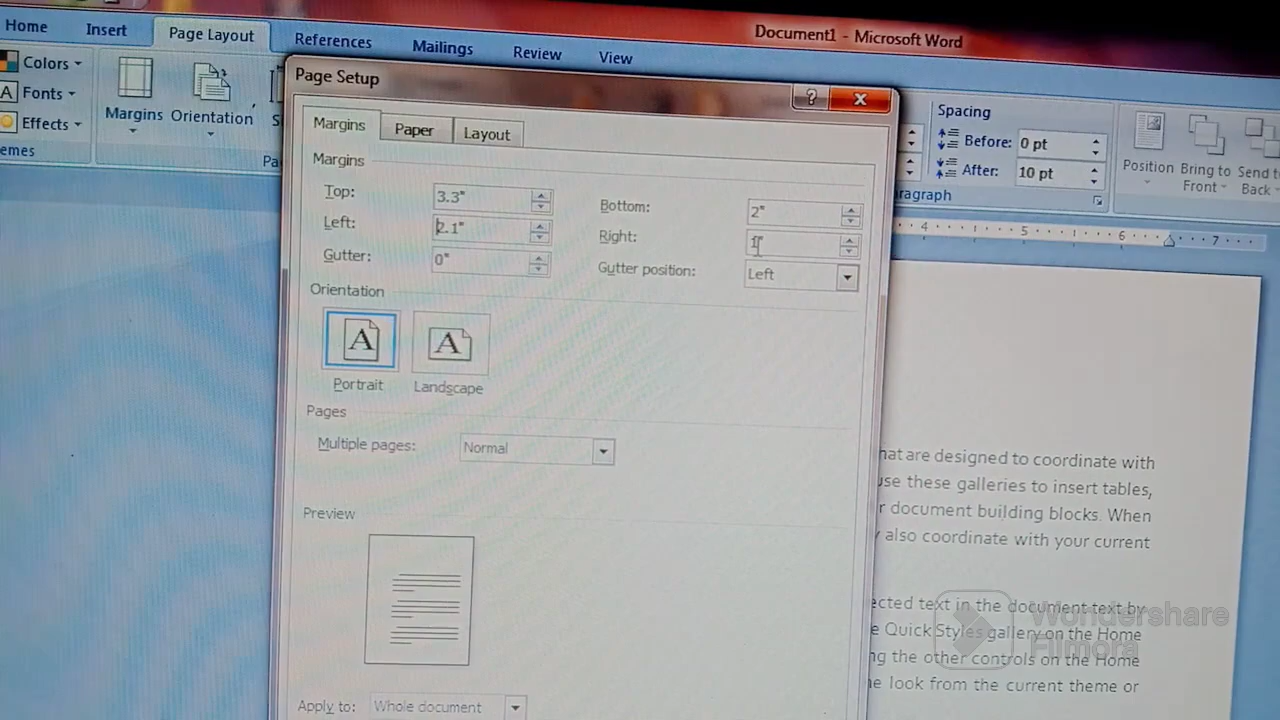 Document1 - Microsoft Word
Home Insert Page Layout References Mailings Review View
Colors
Fonts
Effects
Margins Orientation
Page Setup
Margins Paper Layout
Margins
Top: 3.3" Bottom: 2"
Left: 2.1" Right:
Gutter: 0" Gutter position: Left
Orientation
Portrait Landscape
Pages
Multiple pages: Normal
Preview
Apply to: Whole document
Spacing
Before: 0 pt
After: 10 pt
Position Bring to Send to
Front Back
4 5 6 7
hat are designed to coordinate with
use these galleries to insert tables,
r document building blocks. When
y also coordinate with your current
ected text in the document text by
e Quick Styles gallery on the Home
ng the other controls on the Home
e look from the current theme or
Wondershare
Filmora